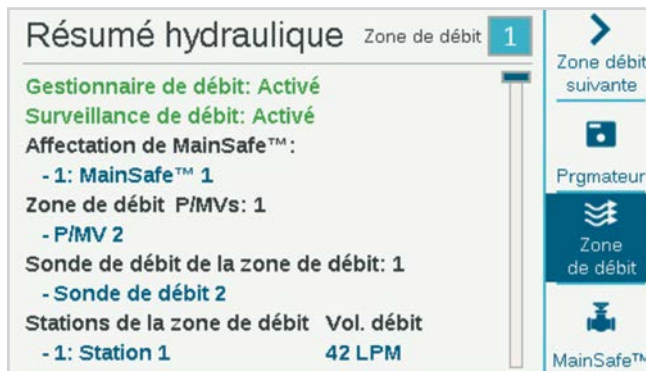 Résumé hydraulique Zone de débit 1
Gestionnaire de débit: Activé
Surveillance de débit: Activé
Affectation de MainSafe™:
- 1: MainSafe™ 1
Zone de débit P/MVs: 1
- P/MV 2
Sonde de débit de la zone de débit: 1
- Sonde de débit 2
Stations de la zone de débit Vol. débit
- 1: Station 1 42 LPM
Zone débit
suivante
Prgmateur
Zone
de débit
MainSafe™